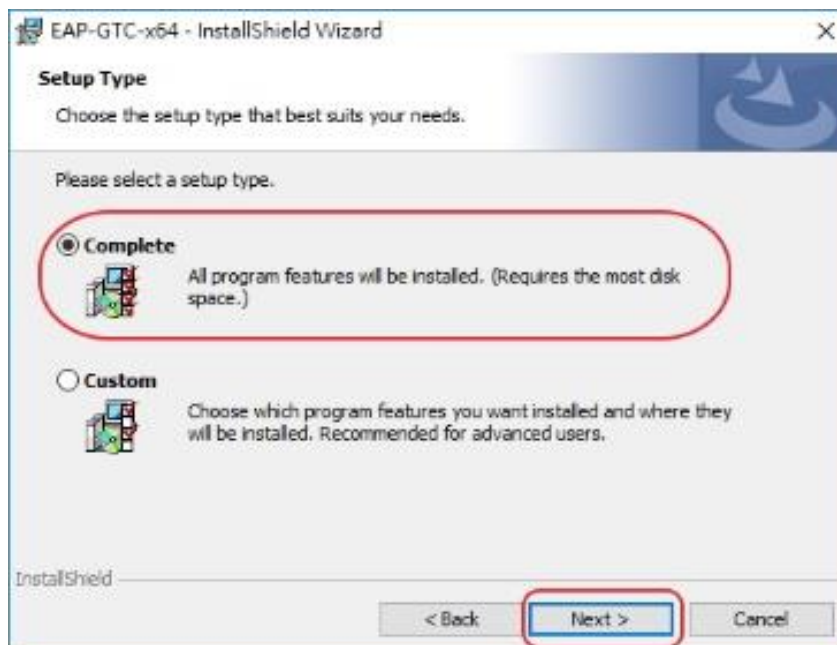 EAP-GTC-x64 - InstallShield Wizard
Setup Type
Choose the setup type that best suits your needs.
Please select a setup type.
Complete
All program features will be installed. (Requires the most disk
space.)
Custom
Choose which program features you want installed and where they
will be installed. Recommended for advanced users.
InstallShield
< Back
Next >
Cancel